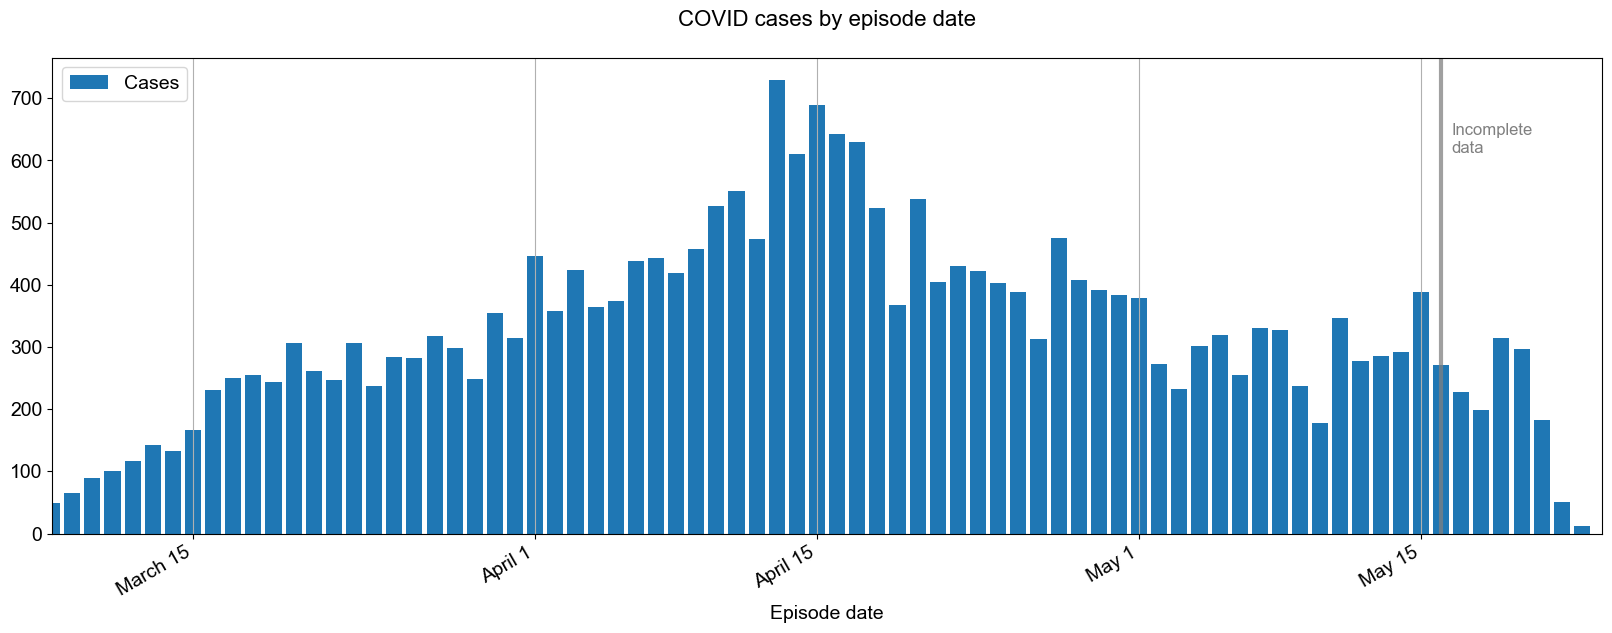 COVID cases by episode date
Cases
700
600
500
400
300
200
100
0
Incomplete
data
March 15
April 1
April 15
May 1
May 15
Episode date